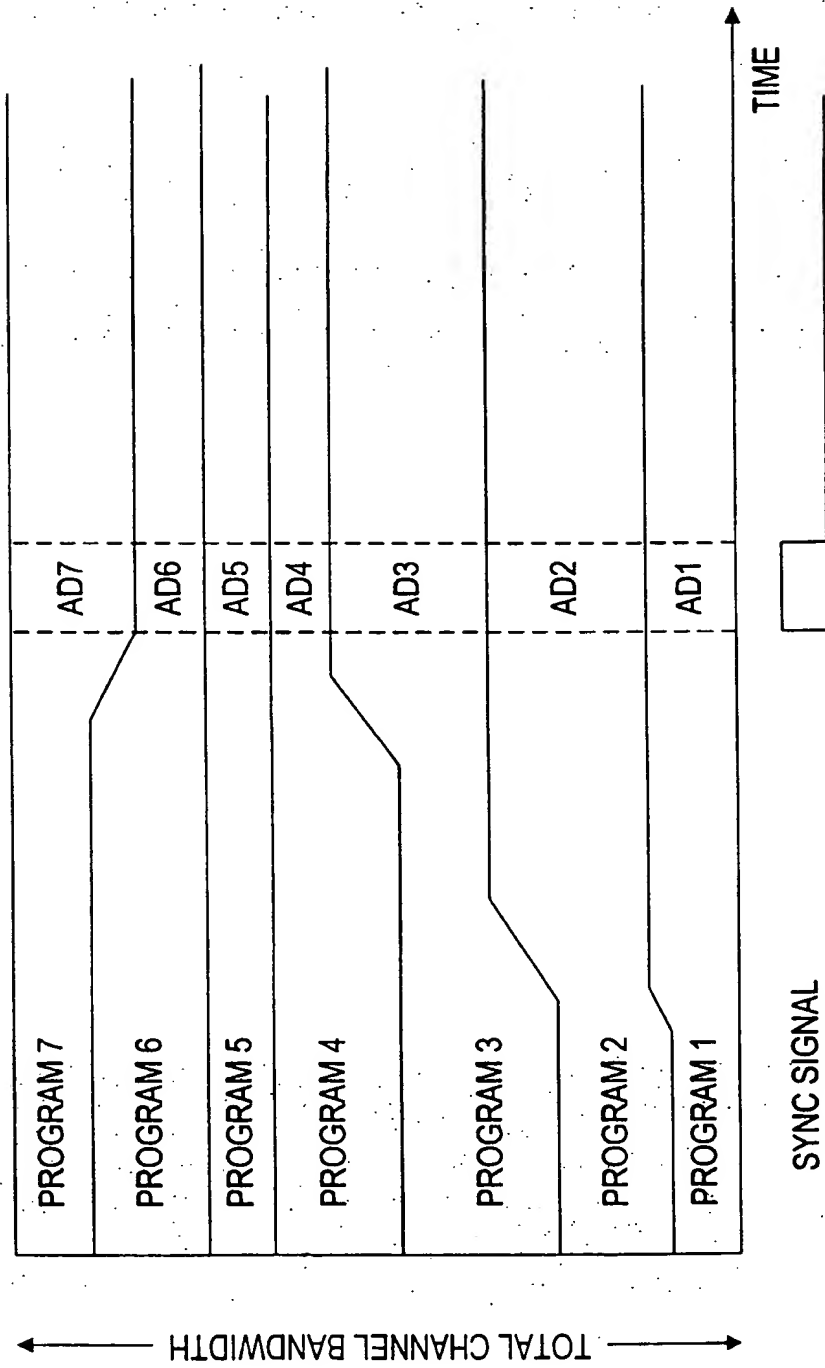 TOTAL CHANNEL BANDWIDTH
PROGRAM 7
AD7
PROGRAM 6
AD6
PROGRAM 5
AD5
PROGRAM 4
AD4
PROGRAM 3
AD3
PROGRAM 2
AD2
PROGRAM 1
AD1
TIME
SYNC SIGNAL